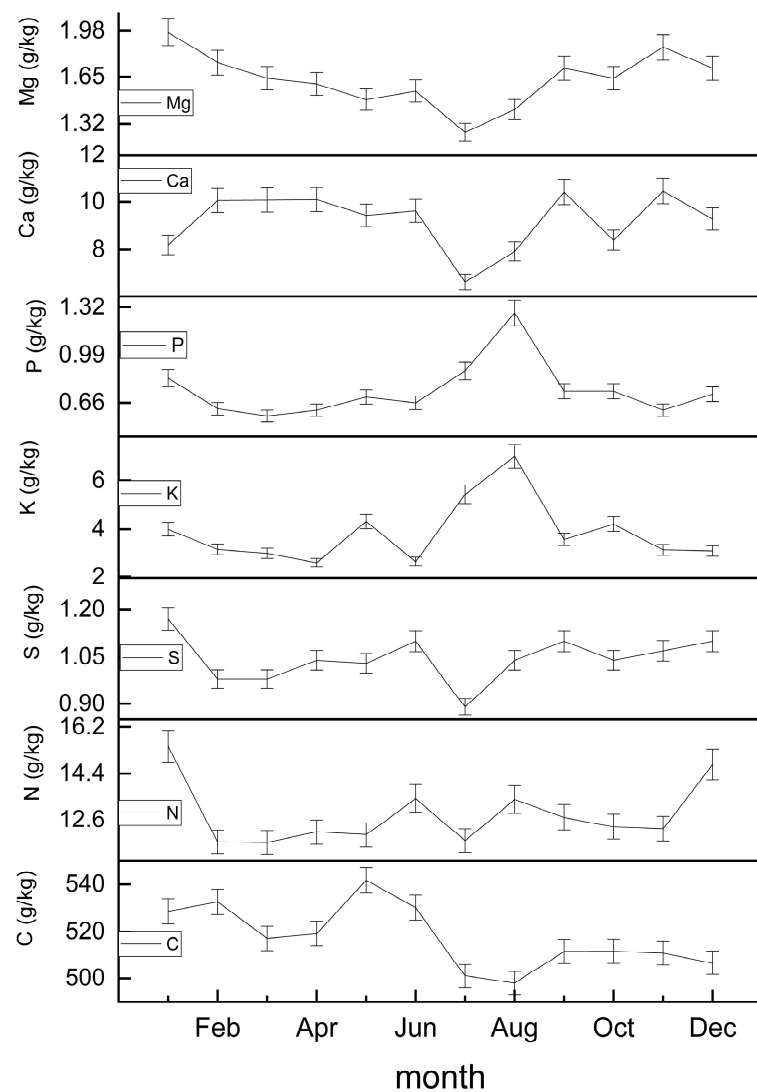 Mg (g/kg)
1.98
1.65
1.32
Mg
Ca (g/kg)
12
10
8
Ca
P (g/kg)
1.32
0.99
0.66
P
K (g/kg)
6
4
2
K
S (g/kg)
1.20
1.05
0.90
S
N (g/kg)
16.2
14.4
12.6
N
C (g/kg)
540
520
500
C
Feb Apr Jun Aug Oct Dec
month